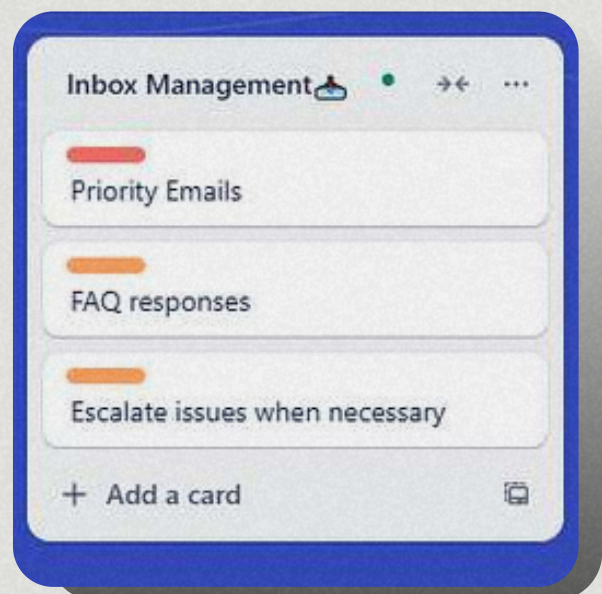 Inbox Management📥
Priority Emails
FAQ responses
Escalate issues when necessary
+ Add a card